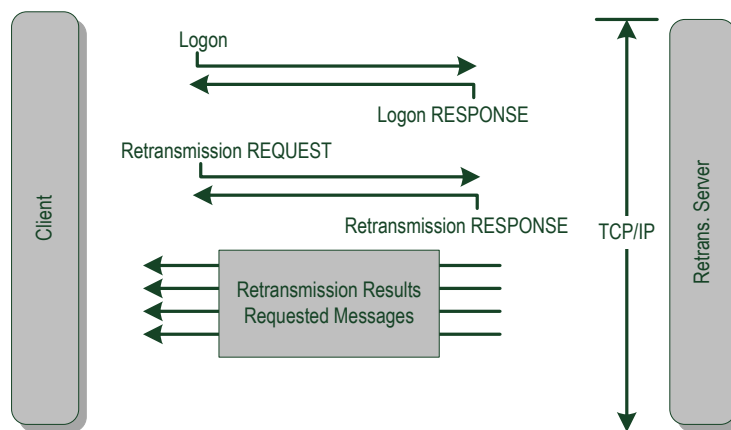 Logon
Logon RESPONSE
Retransmission REQUEST
Retransmission RESPONSE
Client
TCP/IP
Retrans. Server
Retransmission Results
Requested Messages